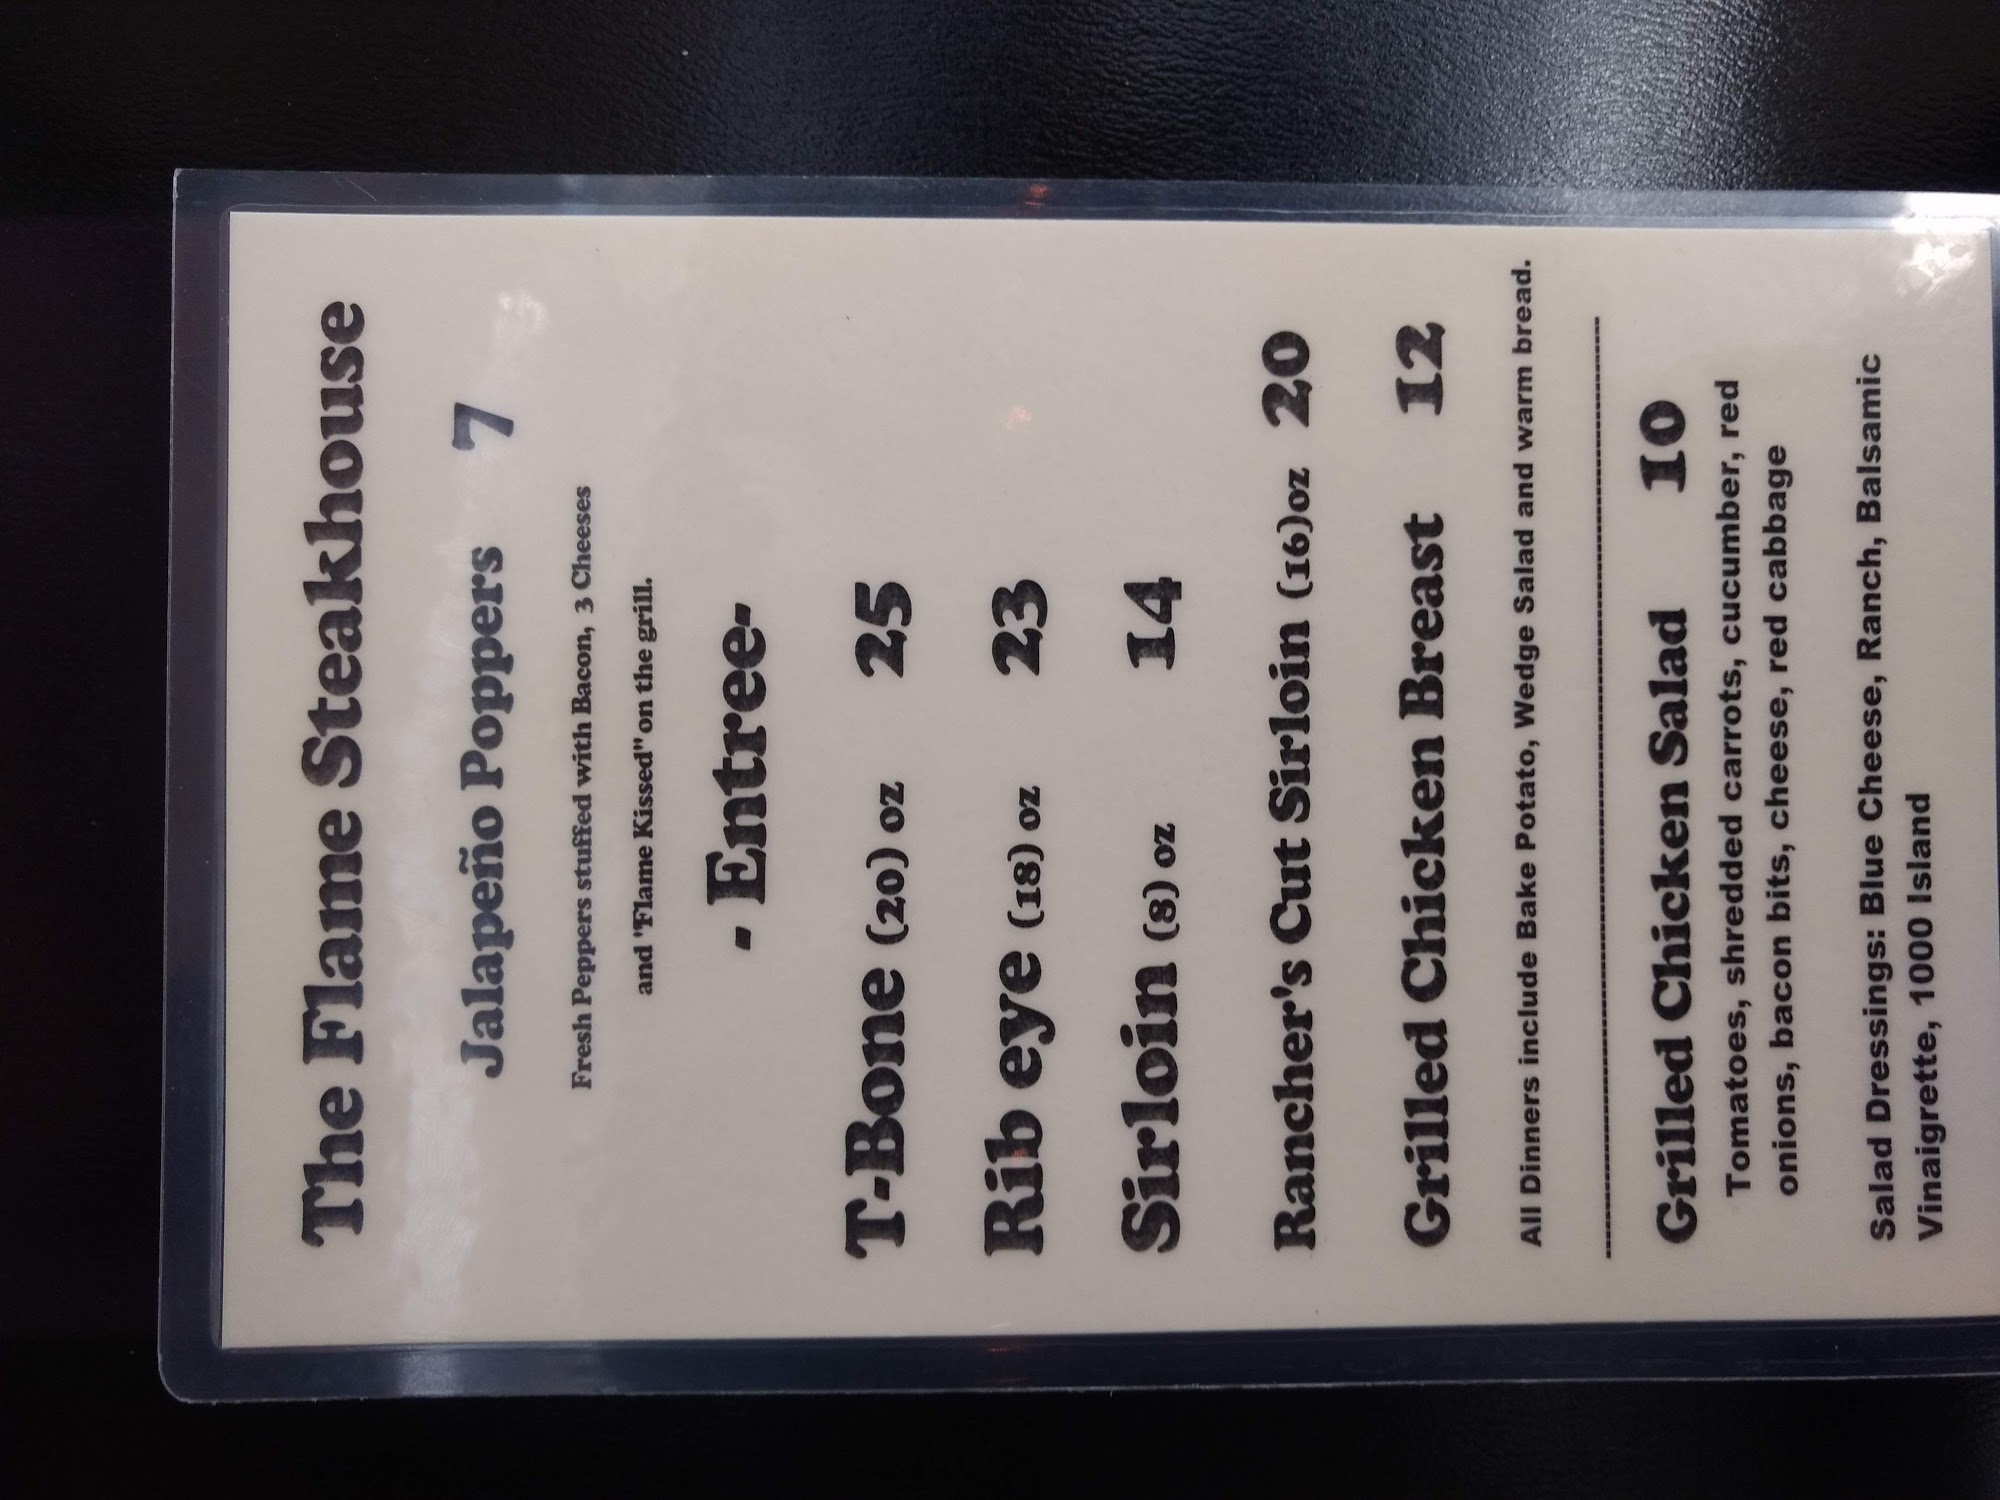 The Flame Steakhouse
Jalapeño Poppers 7
Fresh Peppers stuffed with Bacon, 3 Cheeses
and "Flame Kissed" on the grill.
- Entree-
T-Bone (20) oz 25
Rib eye (18) oz 23
Sirloin (8) oz 14
Rancher's Cut Sirloin (16)oz 20
Grilled Chicken Breast 12
All Dinners include Bake Potato, Wedge Salad and warm bread.
Grilled Chicken Salad 10
Tomatoes, shredded carrots, cucumber, red
onions, bacon bits, cheese, red cabbage
Salad Dressings: Blue Cheese, Ranch, Balsamic
Vinaigrette, 1000 Island